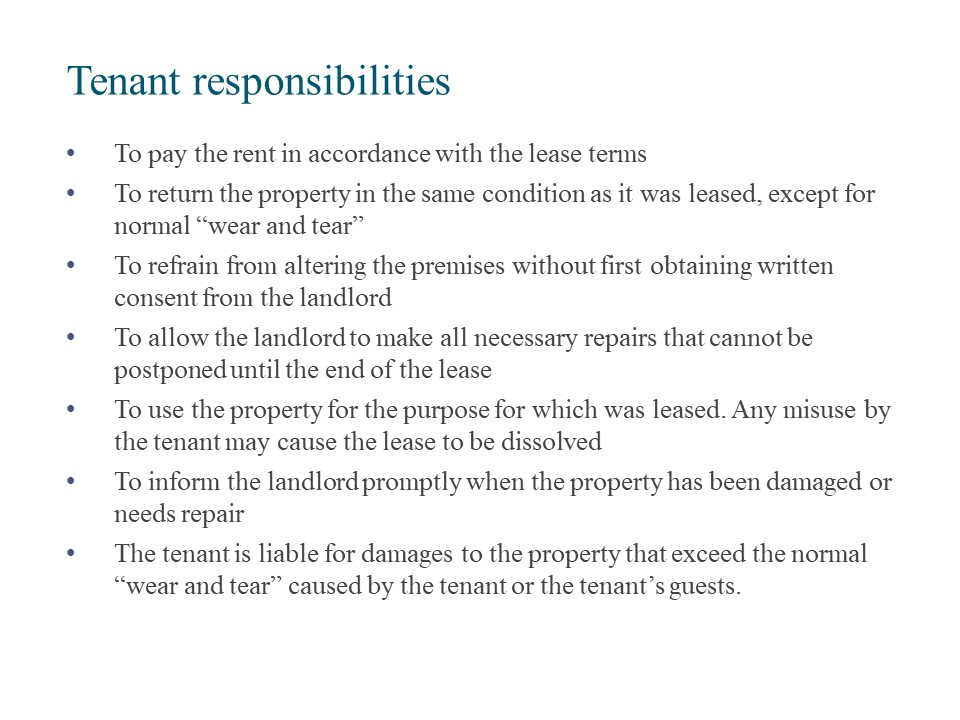 Tenant responsibilities
• To pay the rent in accordance with the lease terms
• To return the property in the same condition as it was leased, except for
normal “wear and tear”
• To refrain from altering the premises without first obtaining written
consent from the landlord
• To allow the landlord to make all necessary repairs that cannot be
postponed until the end of the lease
• To use the property for the purpose for which was leased. Any misuse by
the tenant may cause the lease to be dissolved
• To inform the landlord promptly when the property has been damaged or
needs repair
• The tenant is liable for damages to the property that exceed the normal
“wear and tear” caused by the tenant or the tenant’s guests.